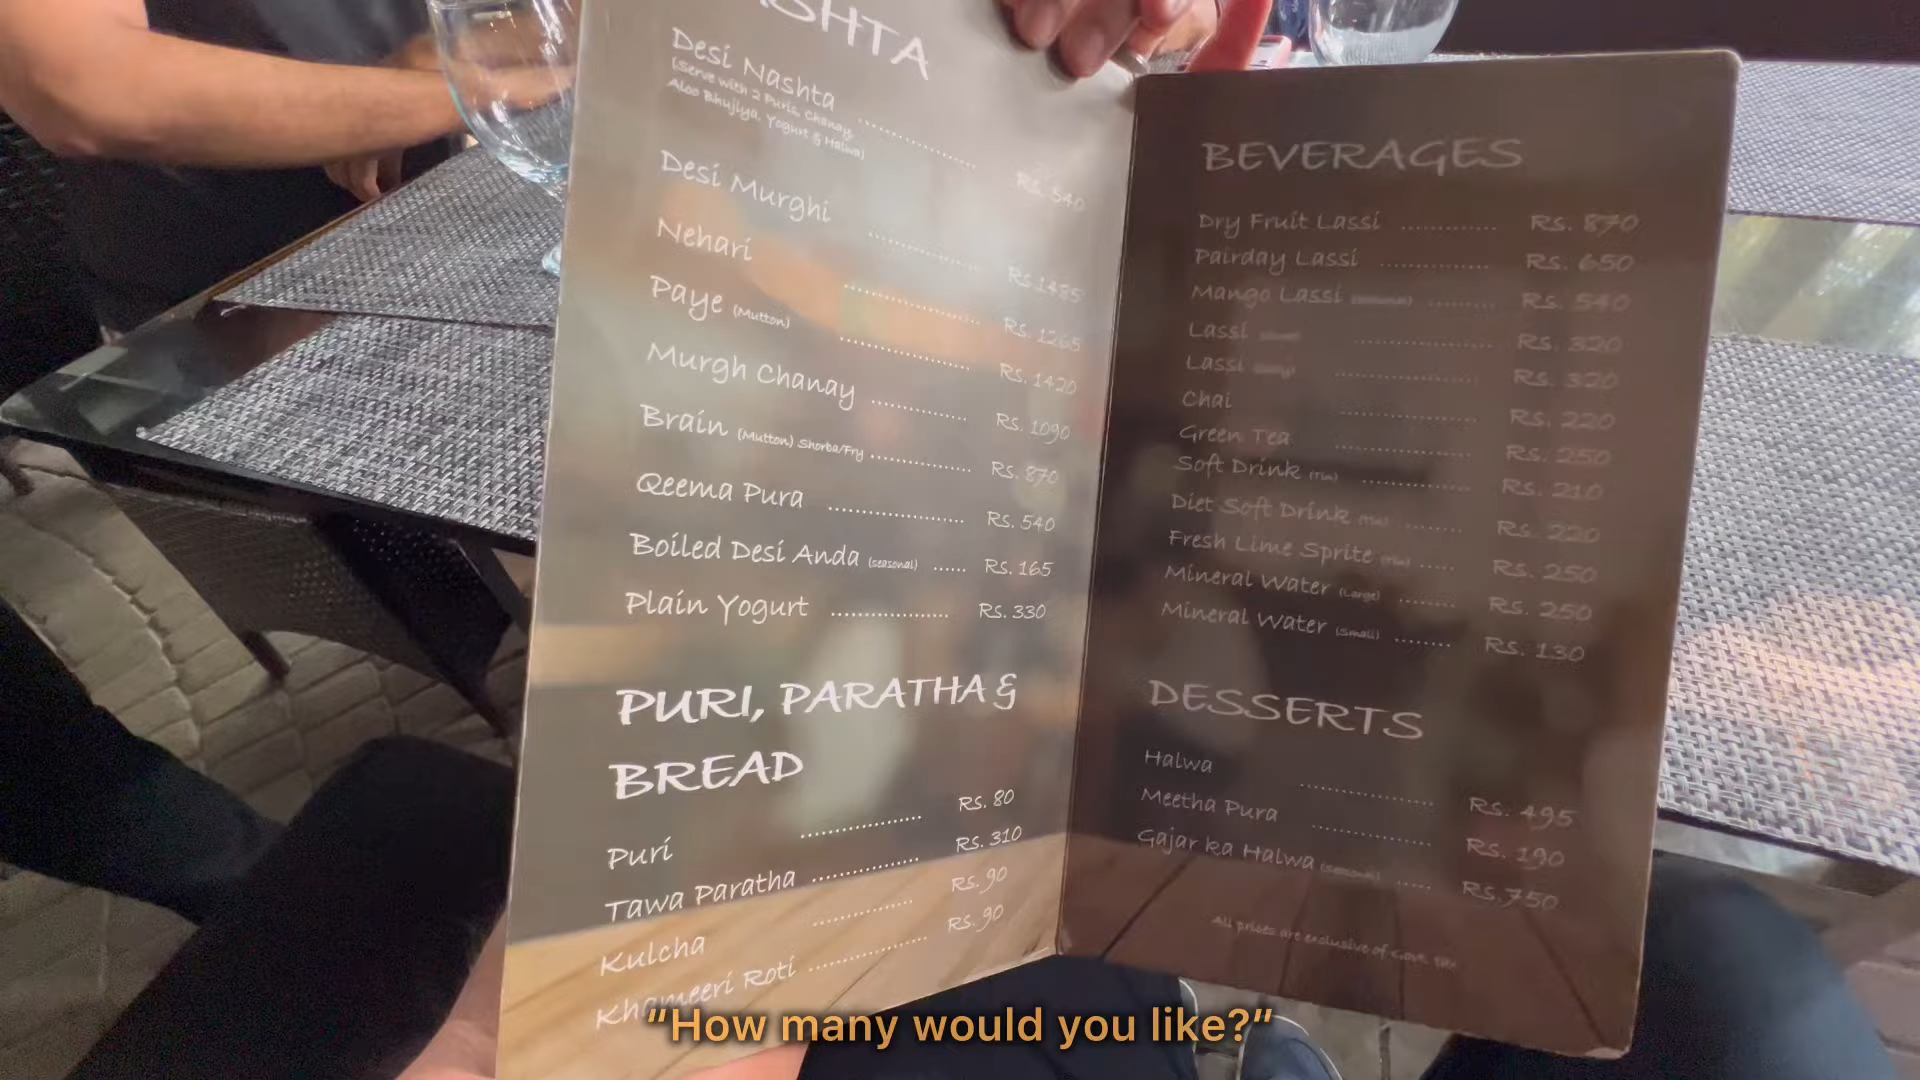 SHTA
Desi Nashta
(Serve with 2 Puris, Chanay,
Aloo Bhujiya, Yogurt & Halwa) Rs. 540
Desi Murghi Rs. 1485
Nehari Rs. 1265
Paye (Mutton) Rs. 1420
Murgh Chanay Rs. 1090
Brain (Mutton) Shorba/Fry Rs. 870
Qeema Pura Rs. 540
Boiled Desi Anda (seasonal) Rs. 165
Plain Yogurt Rs. 330
PURI, PARATHA &
BREAD
Puri Rs. 80
Tawa Paratha Rs. 310
Kulcha Rs. 90
Khameeri Roti Rs. 90
BEVERAGES
Dry Fruit Lassi Rs. 870
Pairday Lassi Rs. 650
Mango Lassi Rs. 540
Lassi Rs. 320
Lassi Rs. 320
Chai Rs. 220
Green Tea Rs. 250
Soft Drink (Tin) Rs. 210
Diet Soft Drink (Tin) Rs. 220
Fresh Lime Sprite (Tin) Rs. 250
Mineral Water (Large) Rs. 250
Mineral Water (Small) Rs. 130
DESSERTS
Halwa Rs. 495
Meetha Pura Rs. 190
Gajar ka Halwa (seasonal) Rs. 750
All prices are exclusive of Govt. tax
"How many would you like?"